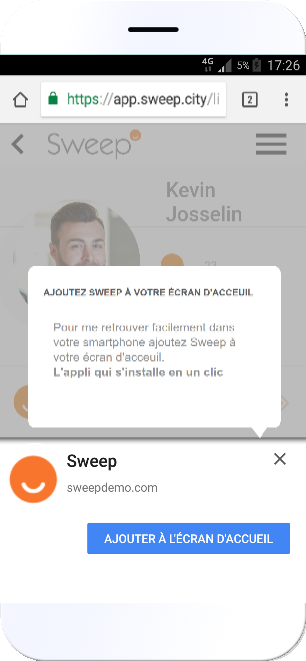 4G 5% 17:26
https://app.sweep.city/li 2
Sweep
Kevin
Josselin
AJOUTEZ SWEEP À VOTRE ÉCRAN D'ACCEUIL
Pour me retrouver facilement dans
votre smartphone ajoutez Sweep à
votre écran d'acceuil.
L'appli qui s'installe en un clic
Sweep
sweepdemo.com
AJOUTER À L'ÉCRAN D'ACCUEIL